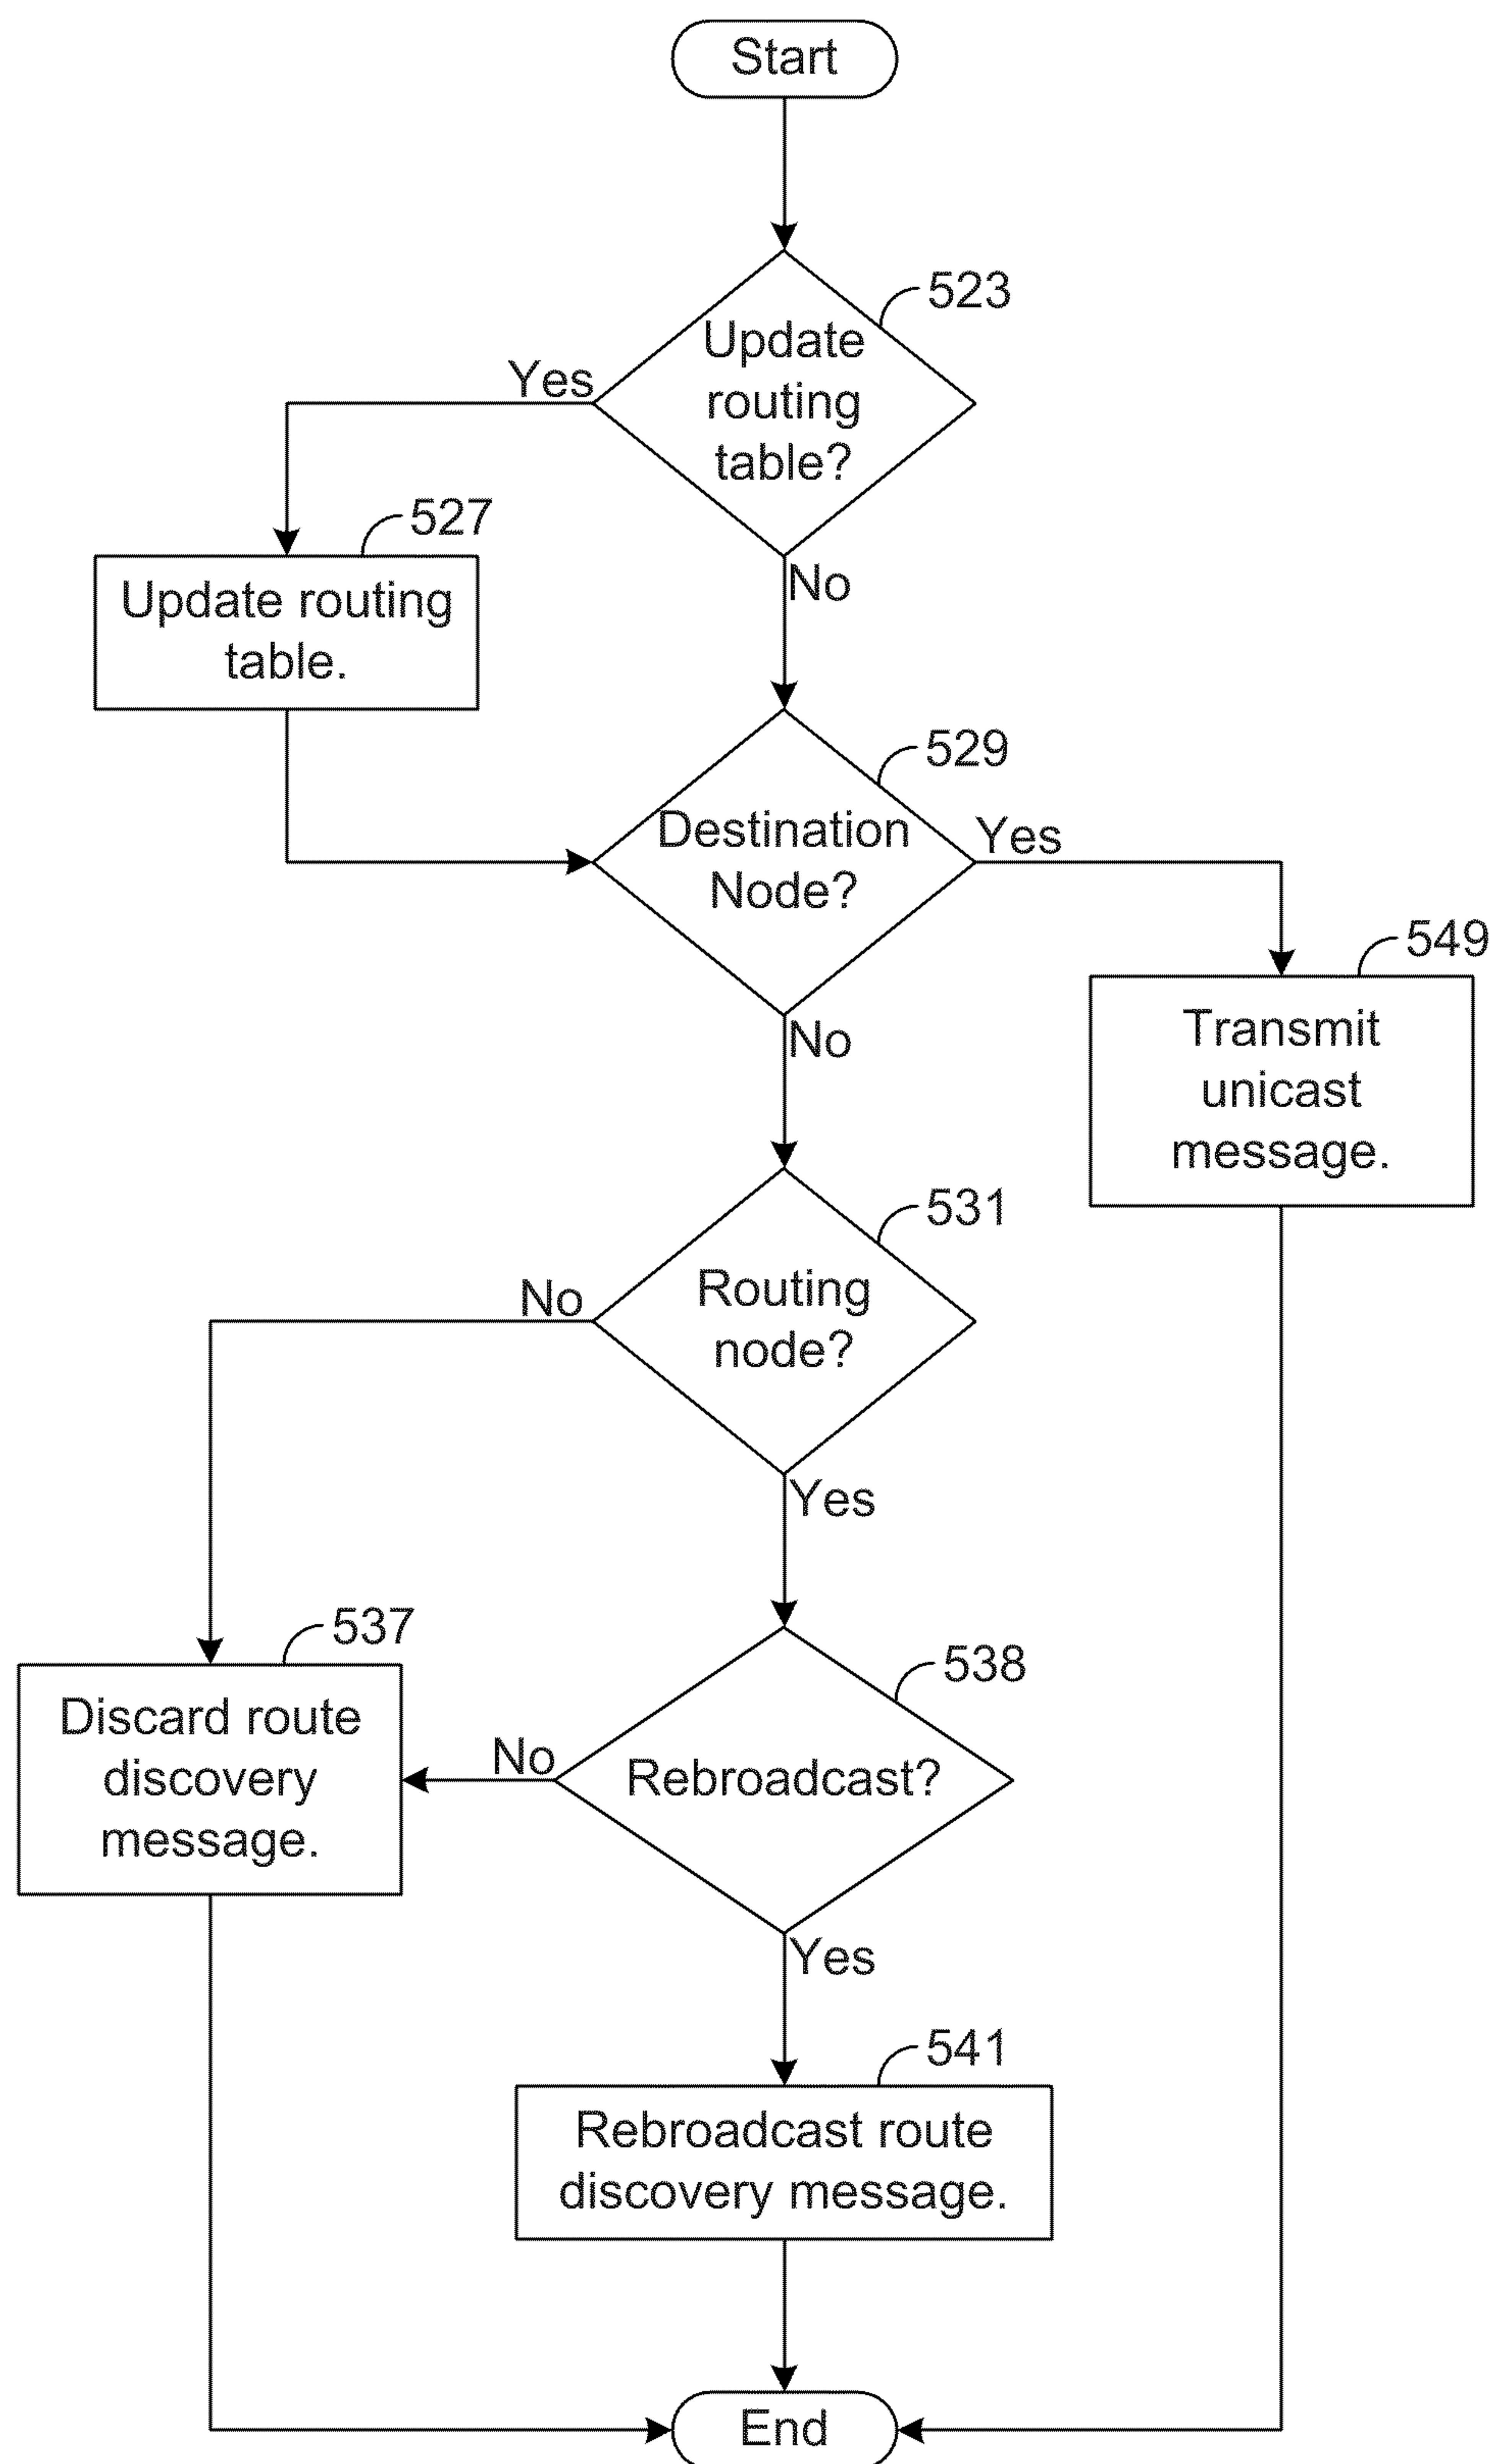 Start
523
Update
routing
table?
Yes
527
Update routing
table.
No
529
Destination
Node?
Yes
549
Transmit
unicast
message.
No
531
Routing
node?
No
Yes
537
Discard route
discovery
message.
538
Rebroadcast?
No
Yes
541
Rebroadcast route
discovery message.
End